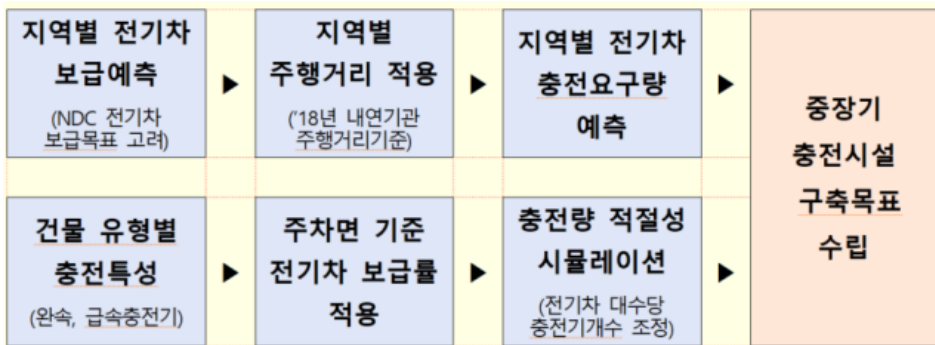 지역별 전기차
보급예측
(NDC 전기차
보급목표 고려)
▶
지역별
주행거리 적용
('18년 내연기관
주행거리기준)
▶
지역별 전기차
충전요구량
예측
▶
건물 유형별
충전특성
(완속, 급속충전기)
▶
주차면 기준
전기차 보급률
적용
▶
충전량 적절성
시뮬레이션
(전기차 대수당
충전기개수 조정)
▶
중장기
충전시설
구축목표
수립